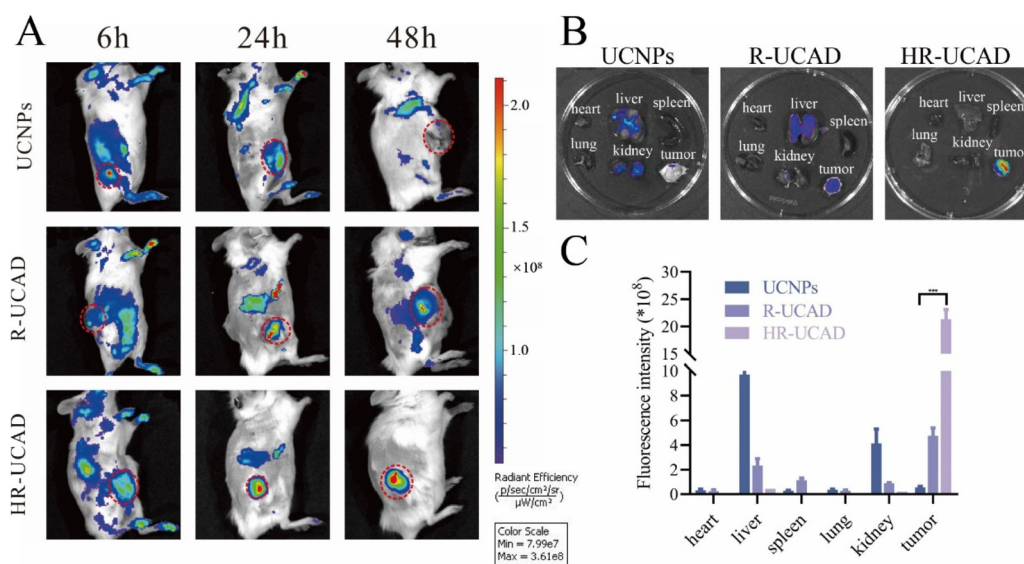 A
6h 24h 48h
UCNPs
R-UCAD
HR-UCAD
2.0
1.5
×10⁸
1.0
Radiant Efficiency
(p/sec/cm²/sr / μW/cm²)
Color Scale
Min = 7.99e7
Max = 3.61e8
B
UCNPs R-UCAD HR-UCAD
heart liver spleen
lung kidney tumor
heart liver spleen
lung kidney tumor
heart liver spleen
lung kidney tumor
C
Fluorescence intensity (*10⁸)
30
25
20
15
10
8
6
4
2
0
UCNPs
R-UCAD
HR-UCAD
***
heart liver spleen lung kidney tumor